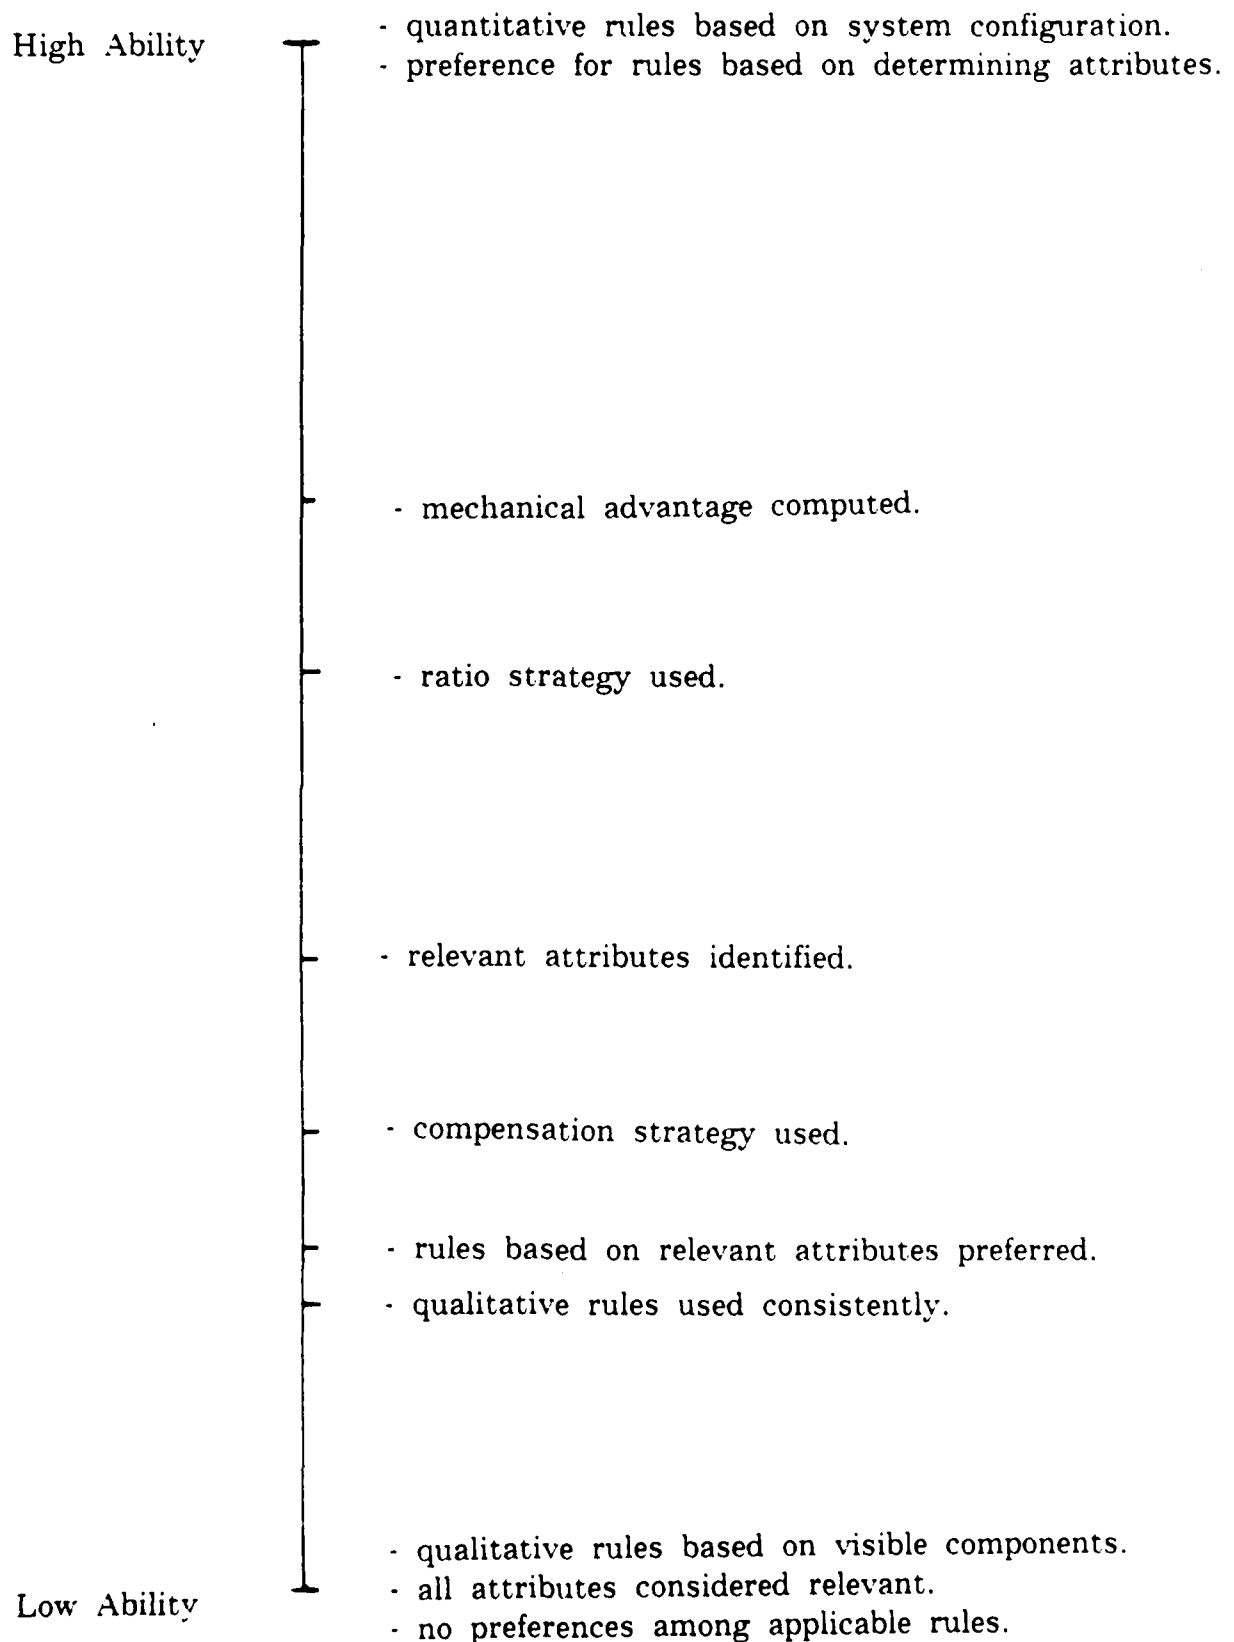 High Ability
- quantitative rules based on system configuration.
- preference for rules based on determining attributes.
- mechanical advantage computed.
- ratio strategy used.
- relevant attributes identified.
- compensation strategy used.
- rules based on relevant attributes preferred.
- qualitative rules used consistently.
- qualitative rules based on visible components.
- all attributes considered relevant.
Low Ability
- no preferences among applicable rules.